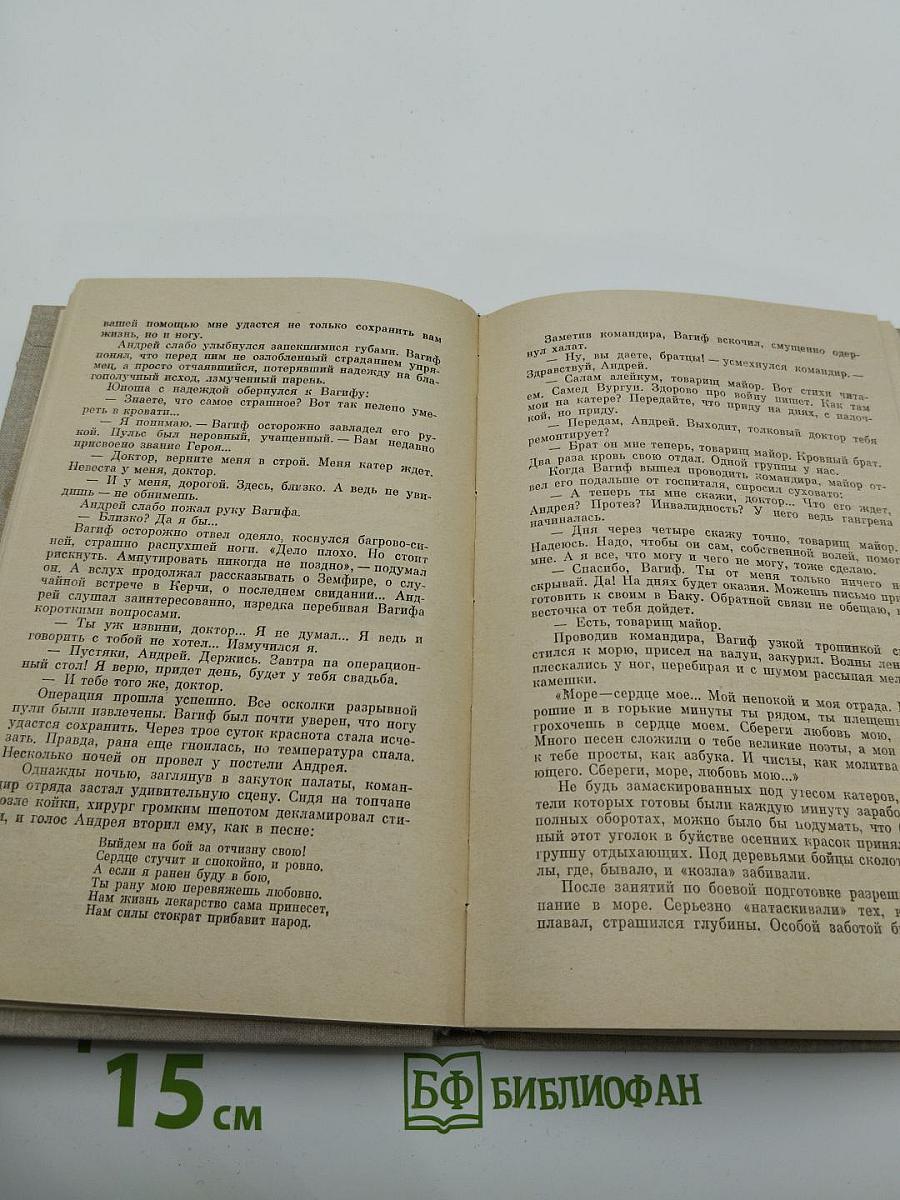 вашей помощью мне удастся не только сохранить вам
жизнь, но и ногу.
Андрей слабо улыбнулся запекшимися губами. Вагиф
понял, что перед ним не озлобленный страданием упря-
мец, а просто отчаявшийся, потерявший надежду на бла-
гополучный исход, измученный парень.
Юноша с надеждой обернулся к Вагифу:
— Знаете, что самое страшное? Вот так нелепо уме-
реть в кровати...
— Я понимаю. — Вагиф осторожно завладел его ру-
кой. Пульс был неровный, учащенный. — Вам недавно
присвоено звание Героя...
— Доктор, верните меня в строй. Меня катер ждет.
Невеста у меня, доктор.
— И у меня, дорогой. Здесь, близко. А ведь не уви-
дишь — не обнимешь.
Андрей слабо пожал руку Вагифа.
— Близко? Да я бы...
Вагиф осторожно отвел одеяло, коснулся багрово-си-
ней, страшно распухшей ноги. «Дело плохо. Но стоит
рискнуть. Ампутировать никогда не поздно», — подумал
он. А вслух продолжал рассказывать о Земфире, о слу-
чайной встрече в Керчи, о последнем свидании... Анд-
рей слушал заинтересованно, изредка перебивая Вагифа
короткими вопросами.
— Ты уж извини, доктор... Я не думал... Я ведь и
говорить с тобой не хотел... Измучился я.
— Пустяки, Андрей. Держись. Завтра на операцион-
ный стол! Я верю, придет день, будет у тебя свадьба.
— И тебе того же, доктор.
Операция прошла успешно. Все осколки разрывной
пули были извлечены. Вагиф был почти уверен, что ногу
удастся сохранить. Через трое суток краснота стала исче-
зать. Правда, рана еще гноилась, но температура спала.
Несколько ночей он провел у постели Андрея.
Однажды ночью, заглянув в закуток палаты, коман-
дир отряда застал удивительную сцену. Сидя на топчане
возле койки, хирург громким шепотом декламировал сти-
и, и голос Андрея вторил ему, как в песне:
Выйдем на бой за отчизну свою!
Сердце стучит и спокойно, и ровно.
А если я ранен буду в бою,
Ты рану мою перевяжешь любовно.
Нам жизнь лекарство сама принесет,
Нам силы стократ прибавит народ.
Заметив командира, Вагиф вскочил, смущенно одер-
нул халат.
— Ну, вы даете, братцы! — усмехнулся командир. —
Здравствуй, Андрей.
— Салам алейкум, товарищ майор. Вот стихи чита-
ем. Самед Вургун. Здорово про войну пишет. Как там
мои на катере? Передайте, что приду на днях, с палоч-
кой, но приду.
— Передам, Андрей. Выходит, толковый доктор тебя
ремонтирует?
— Брат он мне теперь, товарищ майор. Кровный брат.
Два раза кровь свою отдал. Одной группы у нас.
Когда Вагиф вышел проводить командира, майор от-
вел его подальше от госпиталя, спросил суховато:
— А теперь ты мне скажи, доктор... Что его ждет,
Андрея? Протез? Инвалидность? У него ведь гангрена
начиналась.
— Дня через четыре скажу точно, товарищ майор.
Надеюсь. Надо, чтобы он сам, собственной волей, помог
мне. А я все, что могу и чего не могу, тоже сделаю.
— Спасибо, Вагиф. Ты от меня только ничего не
скрывай. Да! На днях будет оказия. Можешь письмо при
готовить к своим в Баку. Обратной связи не обещаю,
весточка от тебя дойдет.
— Есть, товарищ майор.
Проводив командира, Вагиф узкой тропинкой
стился к морю, присел на валун, закурил. Волны лен
плескались у ног, перебирая и с шумом рассыпая мел
камешки.
«Море—сердце мое... Мой непокой и моя отрада.
рошие и в горькие минуты ты рядом, ты плещеш
грохочешь в сердце моем. Сбереги любовь мою,
Много песен сложили о тебе великие поэты, а мои
к тебе просты, как азбука. И чисты, как молитва
ющего. Сбереги, море, любовь мою...»
Не будь замаскированных под утесом катеров,
тели которых готовы были каждую минуту зарабо
полных оборотах, можно было бы подумать, что
ный этот уголок в буйстве осенних красок принял
группу отдыхающих. Под деревьями бойцы сколот
лы, где, бывало, и «козла» забивали.
После занятий по боевой подготовке разреш
пание в море. Серьезно «натаскивали» тех, к
плавал, страшился глубины. Особой заботой б
15 см
БФ БИБЛИОФАН